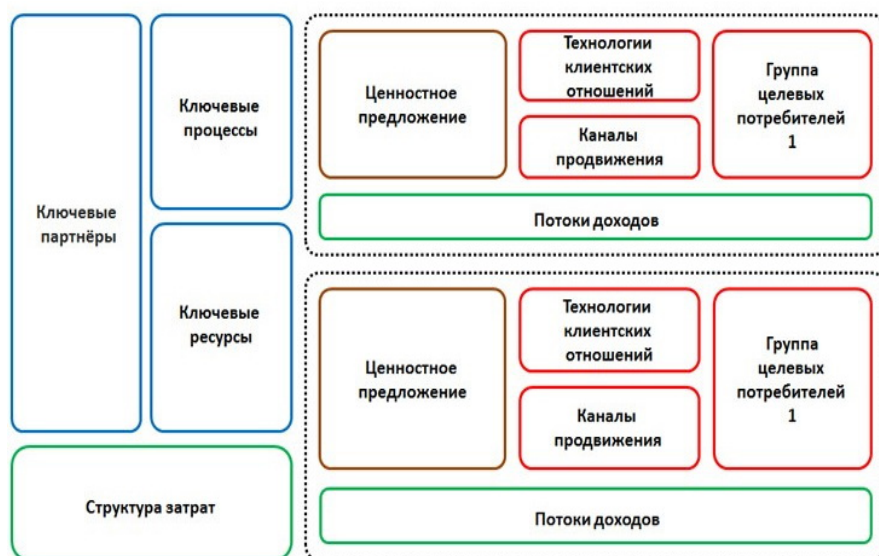 Ключевые
партнёры
Ключевые
процессы
Ключевые
ресурсы
Структура затрат
Ценностное
предложение
Технологии
клиентских
отношений
Каналы
продвижения
Группа
целевых
потребителей
1
Потоки доходов
Ценностное
предложение
Технологии
клиентских
отношений
Каналы
продвижения
Группа
целевых
потребителей
1
Потоки доходов